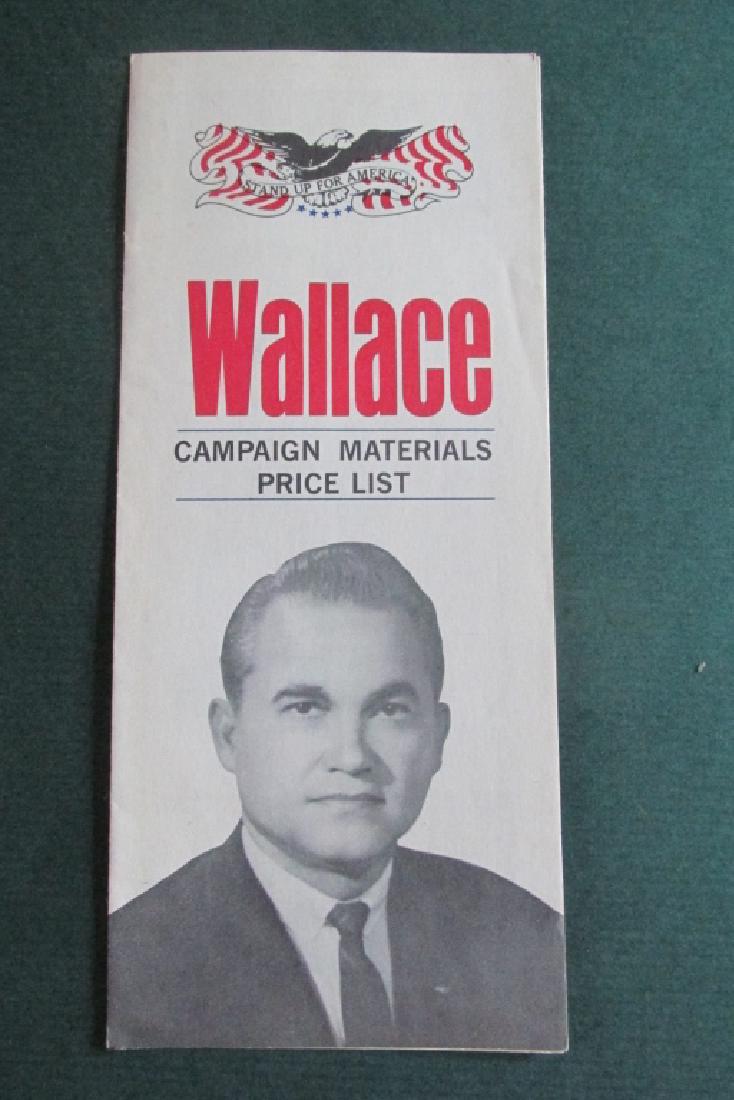 STAND UP FOR AMERICA
Wallace
CAMPAIGN MATERIALS
PRICE LIST